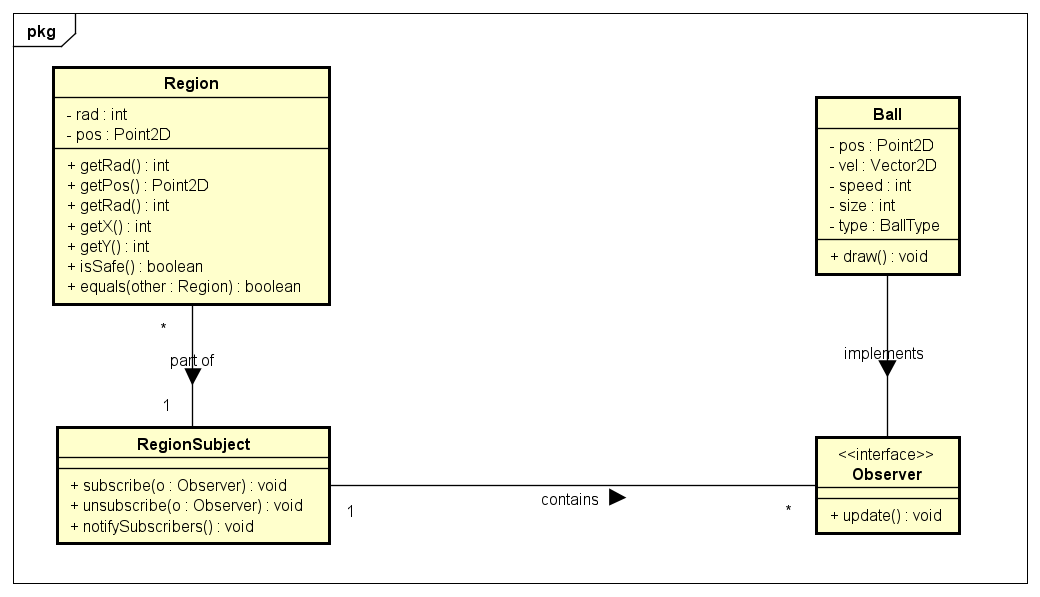 pkg
Region
- rad : int
- pos : Point2D
+ getRad() : int
+ getPos() : Point2D
+ getRad() : int
+ getX() : int
+ getY() : int
+ isSafe() : boolean
+ equals(other : Region) : boolean
*
part of
1
RegionSubject
+ subscribe(o : Observer) : void
+ unsubscribe(o : Observer) : void
+ notifySubscribers() : void
1
contains
*
Ball
- pos : Point2D
- vel : Vector2D
- speed : int
- size : int
- type : BallType
+ draw() : void
implements
<<interface>>
Observer
+ update() : void